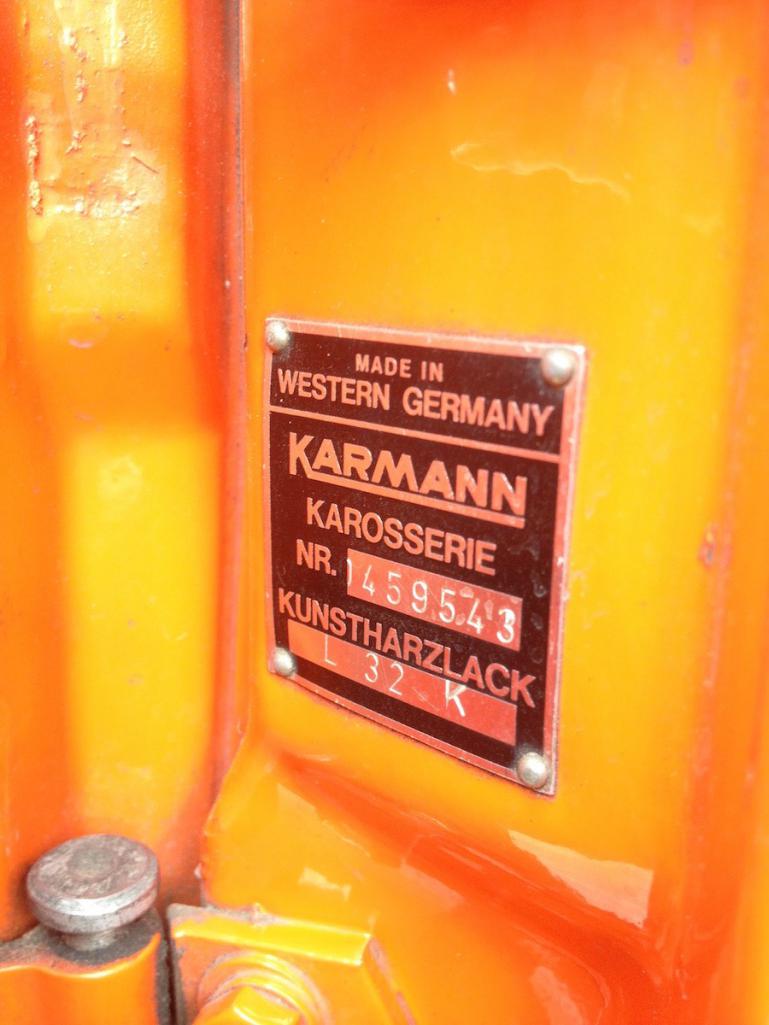 MADE IN
WESTERN GERMANY
KARMANN
KAROSSERIE
NR. 1459543
KUNSTHARZLACK
L 32 K